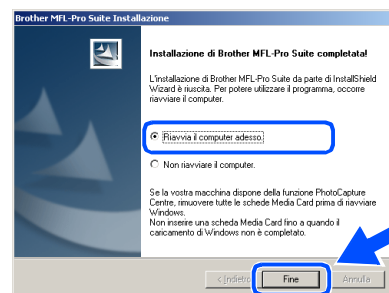 Brother MFL-Pro Suite Installazione
Installazione di Brother MFL-Pro Suite completata!
L'installazione di Brother MFL-Pro Suite da parte di InstallShield
Wizard è riuscita. Per potere utilizzare il programma, occorre
riavviare il computer.
Riavvia il computer adesso.
Non riavviare il computer.
Se la vostra macchina dispone della funzione PhotoCapture
Centre, rimuovere tutte le schede Media Card prima di riavviare
Windows.
Non inserire una scheda Media Card fino a quando il
caricamento di Windows non è completato.
< Indietro Fine Annulla